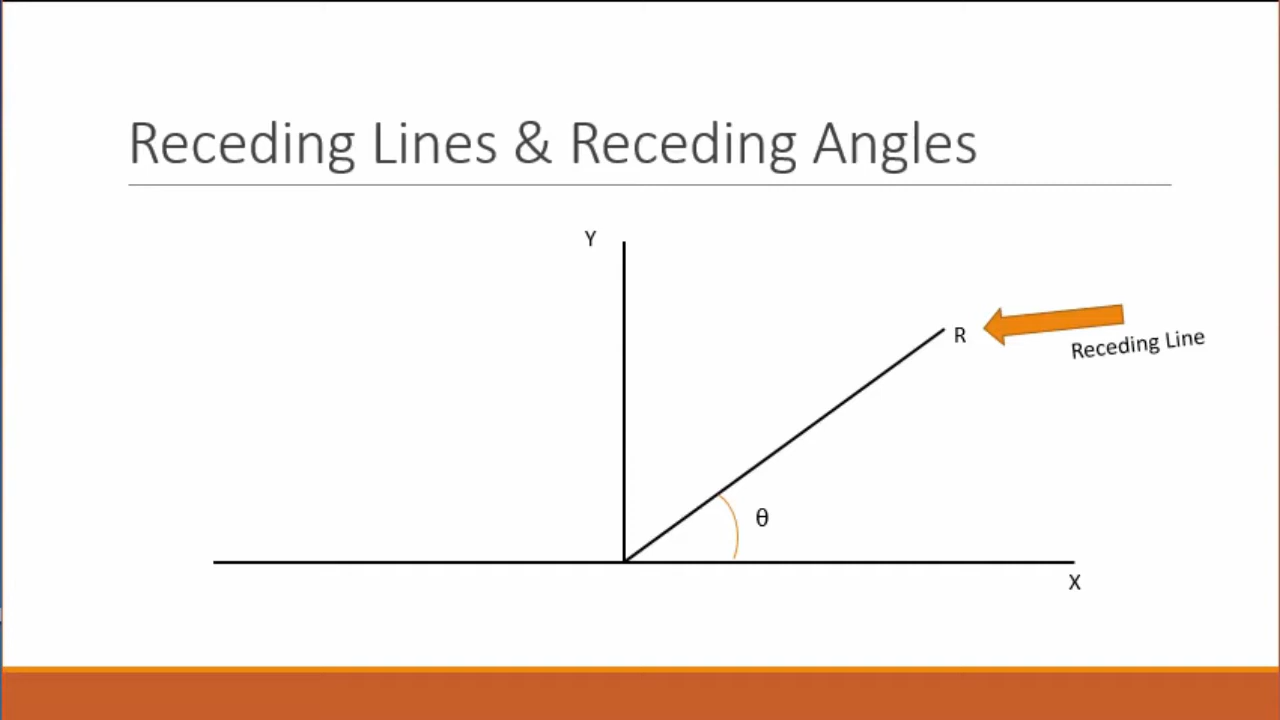 Receding Lines & Receding Angles
Y
R
Receding Line
θ
X